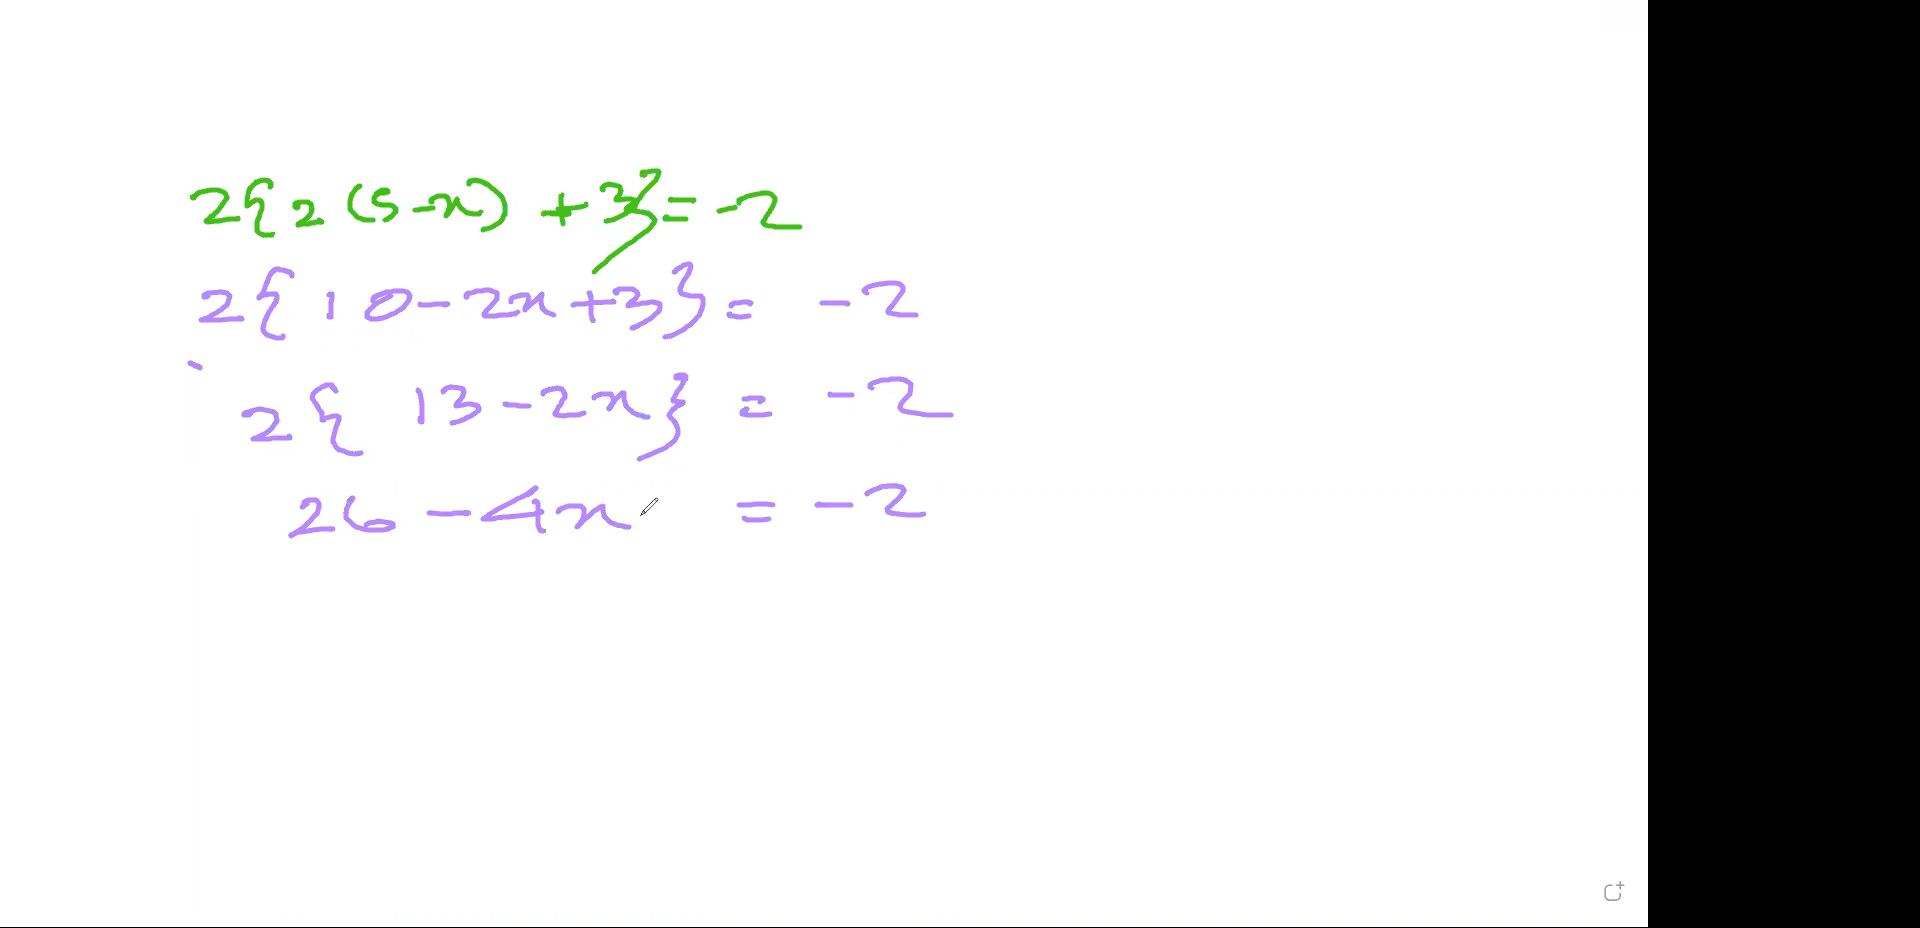 2{2(5-x) + 3} = -2
2{10-2x+3} = -2
2{13-2x} = -2
26 - 4x = -2